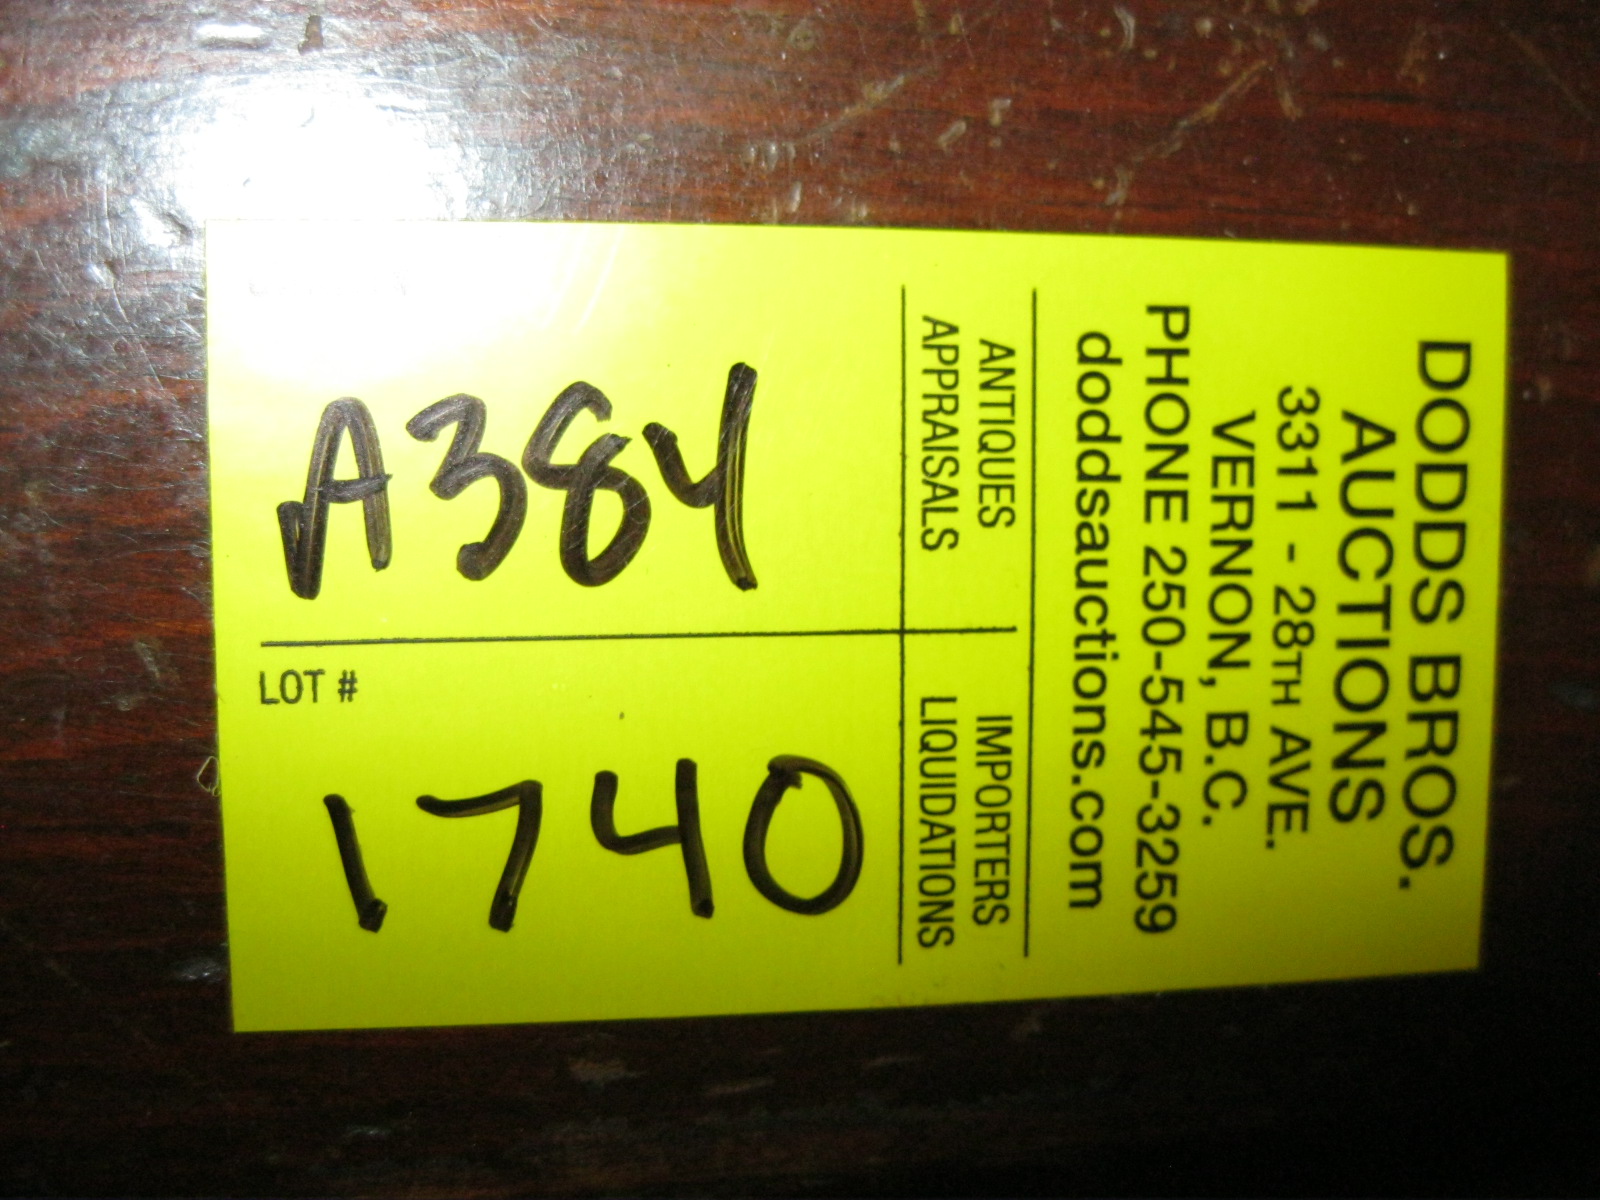 DODDS BROS.
AUCTIONS
3311 - 28TH AVE.
VERNON, B.C.
PHONE 250-545-3259
doddsauctions.com
ANTIQUES
APPRAISALS
IMPORTERS
LIQUIDATIONS
A384
LOT #
1740